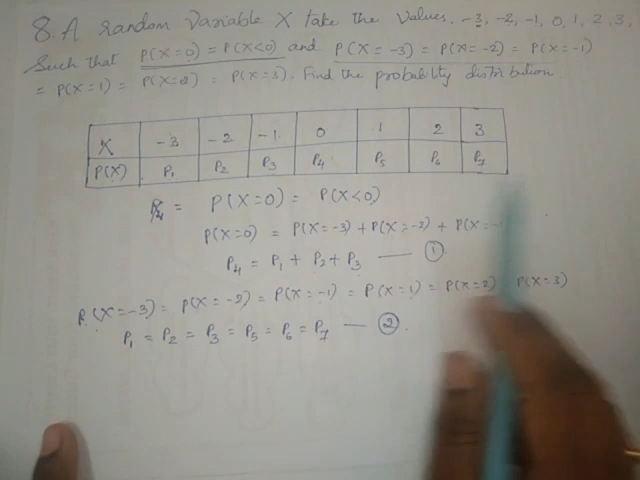 8. A random Variable X take the Values, -3, -2, -1, 0, 1, 2, 3,
Such that P(X=0) = P(X<0) and P(X = -3) = P(X= -2) = P(X= -1)
= P(X=1) = P(X=2) = P(X=3). Find the probability distribution
X -3 -2 -1 0 1 2 3
P(X) P1 P2 P3 P4 P5 P6 P7
= P(X=0) = P(X<0)
P(X=0) = P(X=-3) + P(X=-2) + P(X=-
P4 = P1 + P2 + P3 — 1
P(X=-3) = P(X=-2) = P(X=-1) = P(X=1) = P(X=2) P(X=3)
P1 = P2 = P3 = P5 = P6 = P7 — 2